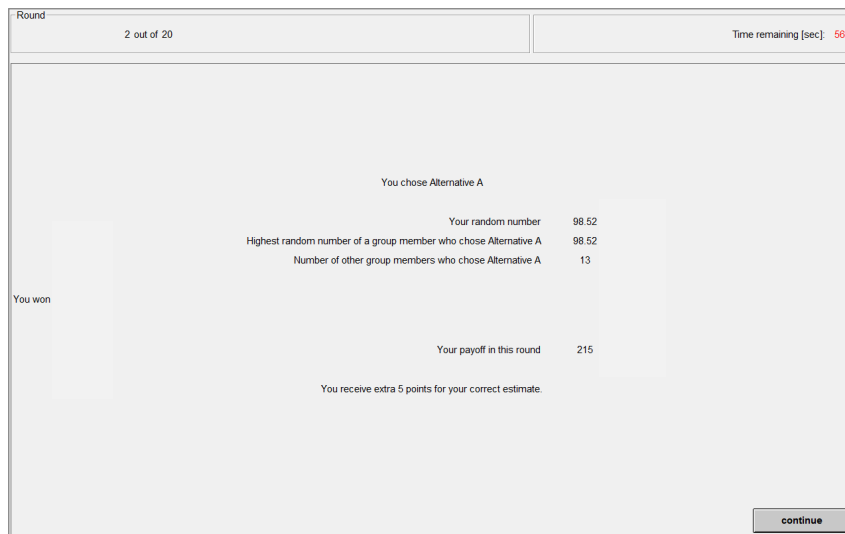 Round
2 out of 20
Time remaining [sec]: 56
You chose Alternative A
Your random number 98.52
Highest random number of a group member who chose Alternative A 98.52
Number of other group members who chose Alternative A 13
You won
Your payoff in this round 215
You receive extra 5 points for your correct estimate.
continue